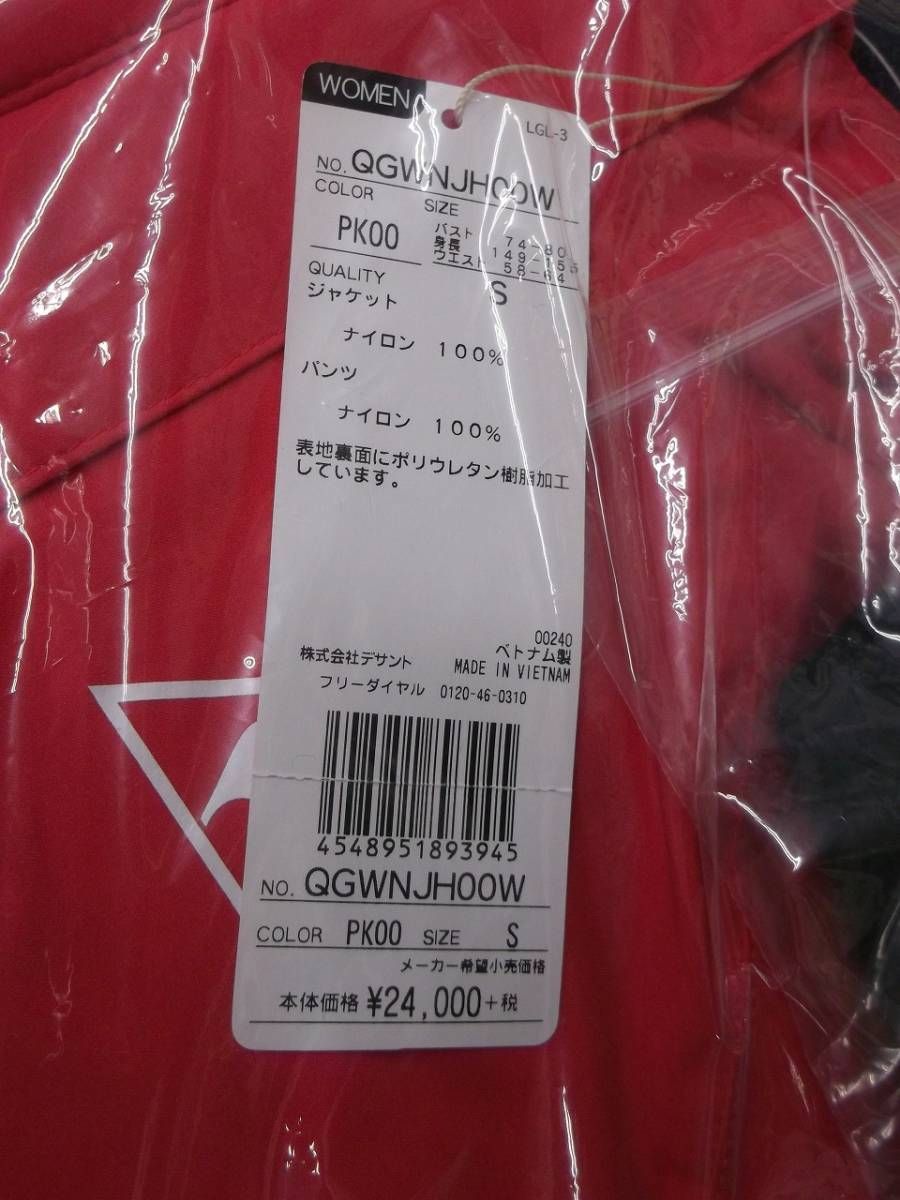 WOMEN
LGL-3
NO. QGWNJH00W
COLOR SIZE
PK00
バスト 74-80
身長 149-155
ウエスト 58-64
S
QUALITY
ジャケット
ナイロン 100%
パンツ
ナイロン 100%
表地裏面にポリウレタン樹脂加工
しています。
00240
ベトナム製
株式会社デサント MADE IN VIETNAM
フリーダイヤル 0120-46-0310
4548951893945
NO. QGWNJH00W
COLOR PK00 SIZE S
メーカー希望小売価格
本体価格 ¥24,000+税